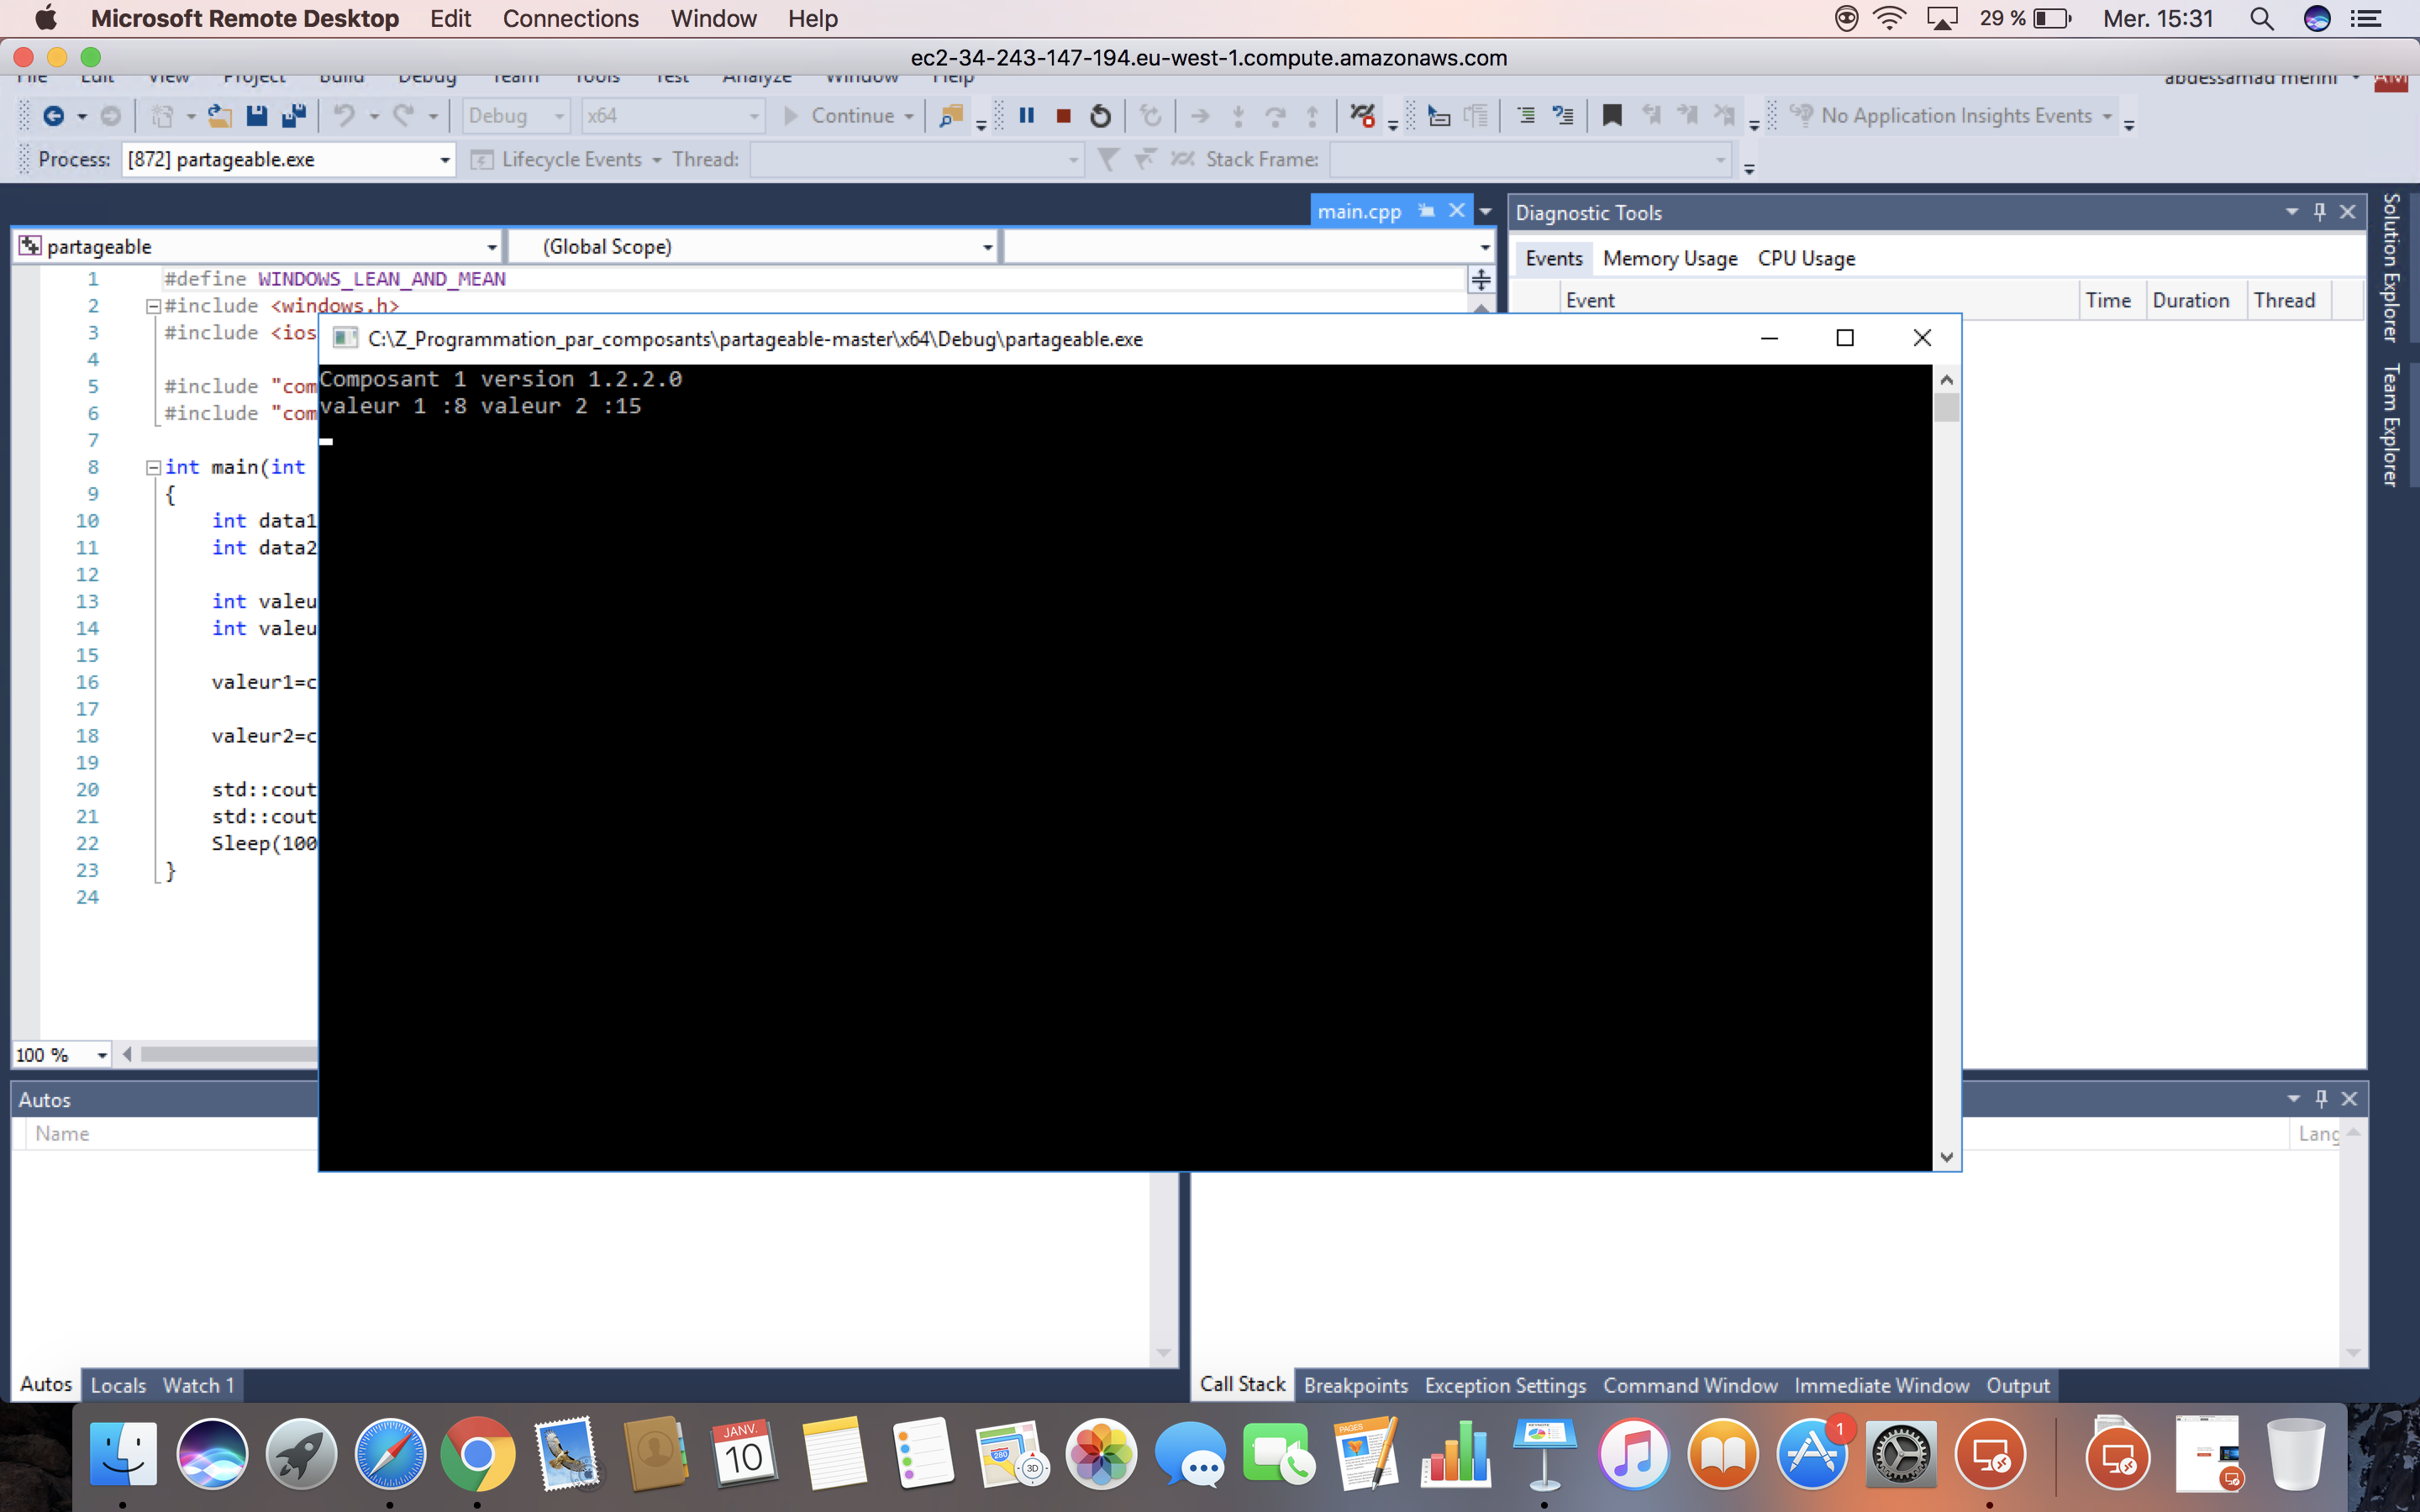 Microsoft Remote Desktop Edit Connections Window Help 29 % Mer. 15:31
ec2-34-243-147-194.eu-west-1.compute.amazonaws.com
File Edit View Project Build Debug Team Tools Test Analyze Window Help abdessamad merini AM
Debug x64 Continue No Application Insights Events
Process: [872] partageable.exe Lifecycle Events Thread: Stack Frame:
main.cpp
Diagnostic Tools
partageable (Global Scope)
Events Memory Usage CPU Usage
Event Time Duration Thread
Solution Explorer
Team Explorer
1 #define WINDOWS_LEAN_AND_MEAN
2 #include <windows.h>
3 #include <ios
4
5 #include "com
6 #include "com
7
8 int main(int
9 {
10 int data1
11 int data2
12
13 int valeu
14 int valeu
15
16 valeur1=c
17
18 valeur2=c
19
20 std::cout
21 std::cout
22 Sleep(100
23 }
24
C:\Z_Programmation_par_composants\partageable-master\x64\Debug\partageable.exe
Composant 1 version 1.2.2.0
valeur 1 :8 valeur 2 :15
100 %
Autos
Name
Lang
Autos Locals Watch 1
Call Stack Breakpoints Exception Settings Command Window Immediate Window Output
JANV.
10
280
3D
PAGES
KEYNOTE
1